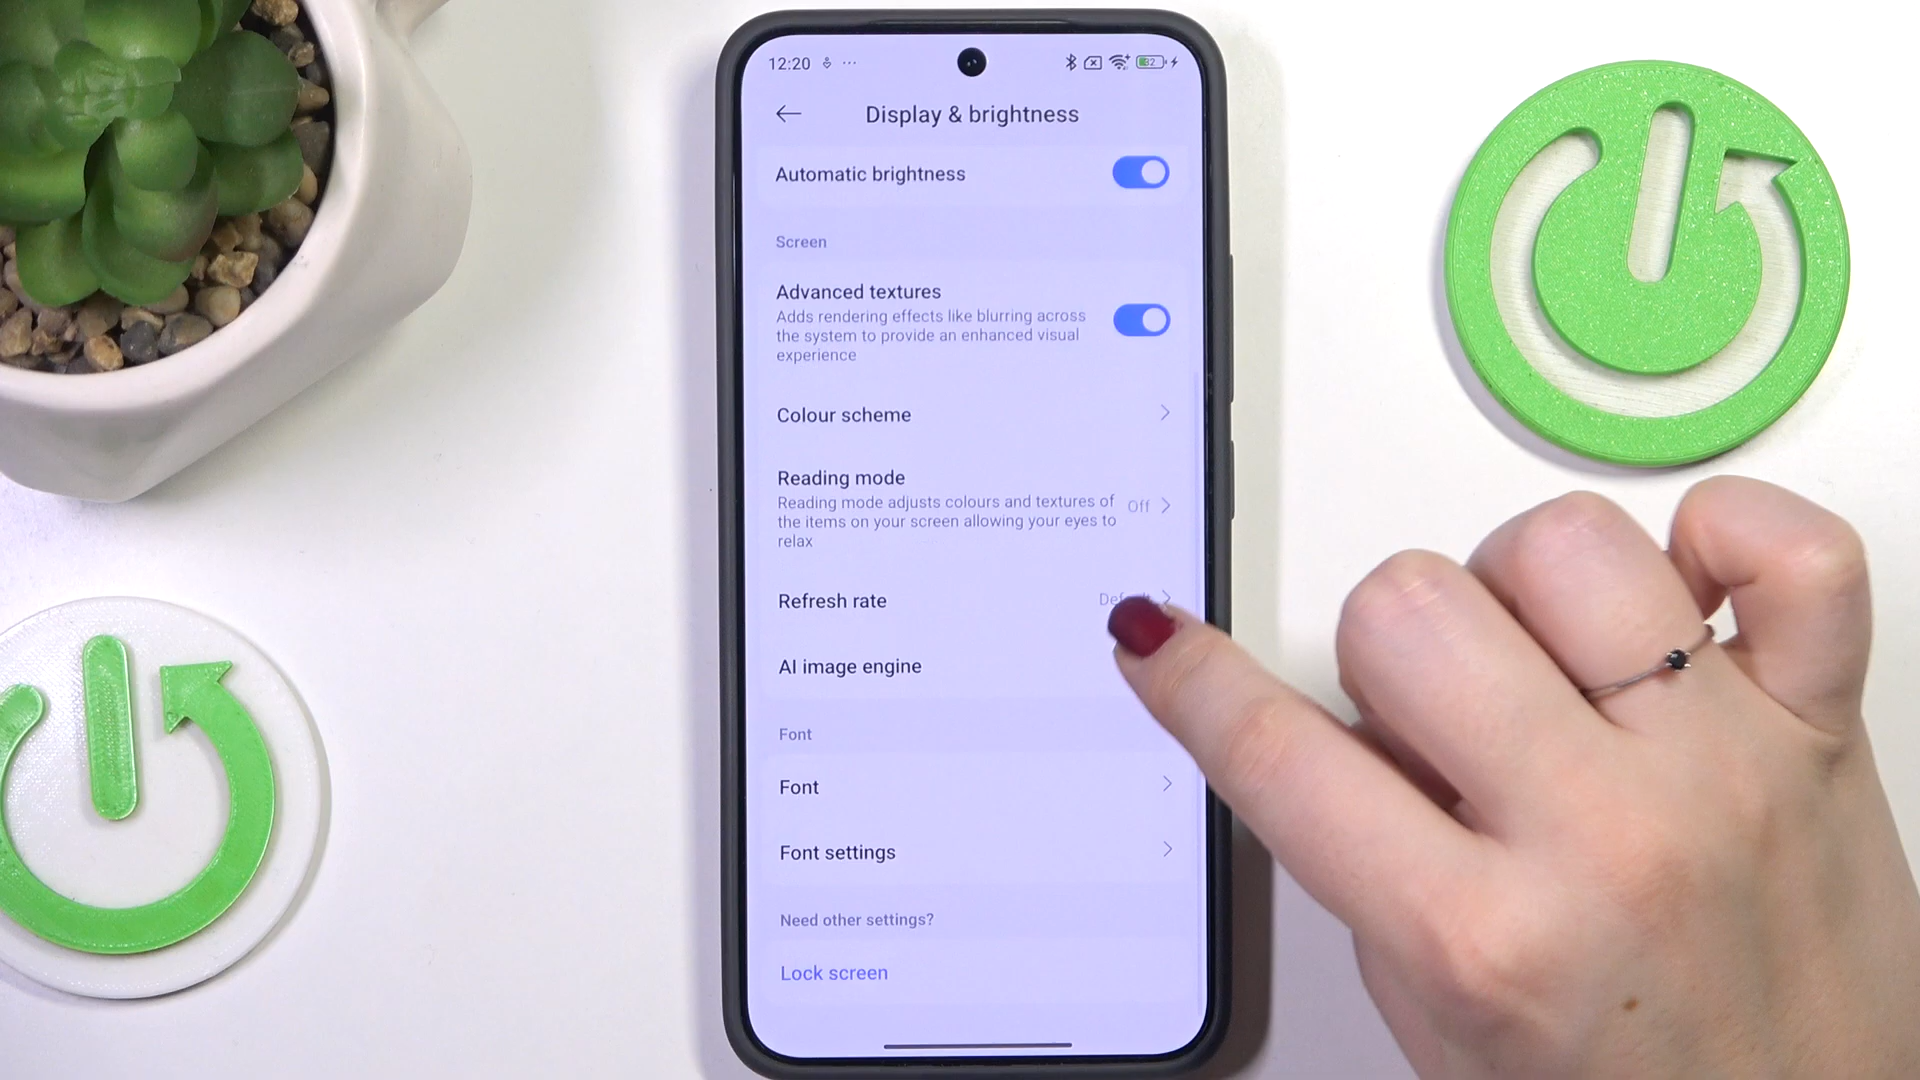 12:20
82
Display & brightness
Automatic brightness
Screen
Advanced textures
Adds rendering effects like blurring across
the system to provide an enhanced visual
experience
Colour scheme
Reading mode
Reading mode adjusts colours and textures of
the items on your screen allowing your eyes to
relax
Off
Refresh rate
AI image engine
Font
Font
Font settings
Need other settings?
Lock screen